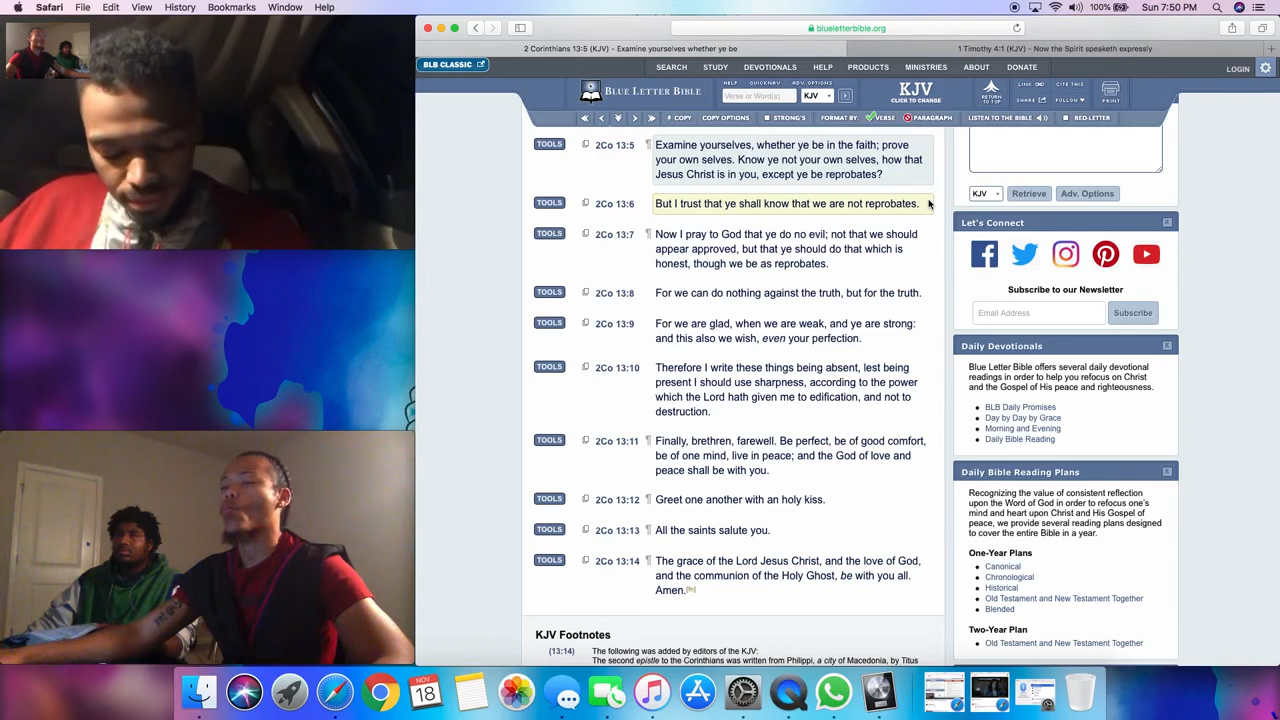 Safari File Edit View History Bookmarks Window Help 100% Sun 7:50 PM
blueletterbible.org
2 Corinthians 13:5 (KJV) - Examine yourselves whether ye be
1 Timothy 4:1 (KJV) - Now the Spirit speaketh expressly
BLB CLASSIC
SEARCH STUDY DEVOTIONALS HELP PRODUCTS MINISTRIES ABOUT DONATE LOGIN
BLUE LETTER BIBLE
HELP QUICKNAV ADV. OPTIONS
Verse or Word(s) KJV
KJV
CLICK TO CHANGE
RETURN TO TOP
LINK CITE THIS
SHARE FOLLOW
PRINT
COPY COPY OPTIONS STRONG'S FORMAT BY: VERSE PARAGRAPH LISTEN TO THE BIBLE RED-LETTER
TOOLS 2Co 13:5 ¶ Examine yourselves, whether ye be in the faith; prove
your own selves. Know ye not your own selves, how that
Jesus Christ is in you, except ye be reprobates?
TOOLS 2Co 13:6 But I trust that ye shall know that we are not reprobates.
TOOLS 2Co 13:7 ¶ Now I pray to God that ye do no evil; not that we should
appear approved, but that ye should do that which is
honest, though we be as reprobates.
TOOLS 2Co 13:8 For we can do nothing against the truth, but for the truth.
TOOLS 2Co 13:9 ¶ For we are glad, when we are weak, and ye are strong:
and this also we wish, even your perfection.
TOOLS 2Co 13:10 ¶ Therefore I write these things being absent, lest being
present I should use sharpness, according to the power
which the Lord hath given me to edification, and not to
destruction.
TOOLS 2Co 13:11 ¶ Finally, brethren, farewell. Be perfect, be of good comfort,
be of one mind, live in peace; and the God of love and
peace shall be with you.
TOOLS 2Co 13:12 ¶ Greet one another with an holy kiss.
TOOLS 2Co 13:13 ¶ All the saints salute you.
TOOLS 2Co 13:14 ¶ The grace of the Lord Jesus Christ, and the love of God,
and the communion of the Holy Ghost, be with you all.
Amen.[fn]
KJV Footnotes
(13:14) The following was added by editors of the KJV:
The second epistle to the Corinthians was written from Philippi, a city of Macedonia, by Titus
KJV Retrieve Adv. Options
Let's Connect
Subscribe to our Newsletter
Email Address Subscribe
Daily Devotionals
Blue Letter Bible offers several daily devotional
readings in order to help you refocus on Christ
and the Gospel of His peace and righteousness.
BLB Daily Promises
Day by Day by Grace
Morning and Evening
Daily Bible Reading
Daily Bible Reading Plans
Recognizing the value of consistent reflection
upon the Word of God in order to refocus one's
mind and heart upon Christ and His Gospel of
peace, we provide several reading plans designed
to cover the entire Bible in a year.
One-Year Plans
Canonical
Chronological
Historical
Old Testament and New Testament Together
Blended
Two-Year Plan
Old Testament and New Testament Together
NOV
18